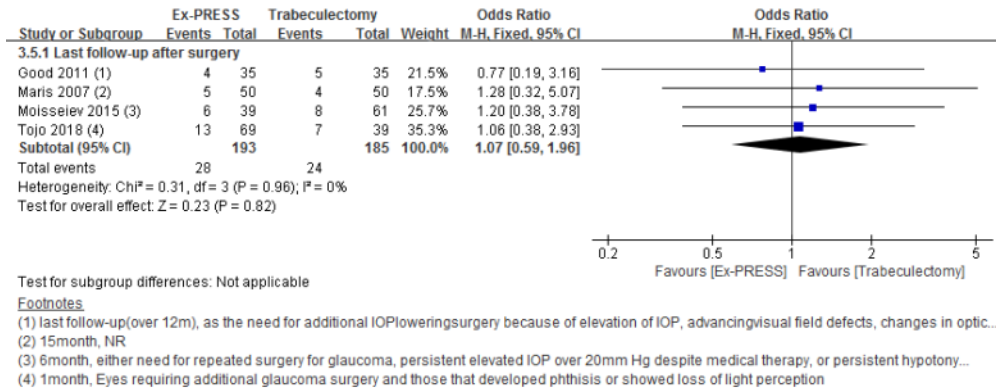 Ex-PRESS Trabeculectomy Odds Ratio Odds Ratio
Study or Subgroup Events Total Events Total Weight M-H, Fixed, 95% CI M-H, Fixed, 95% CI
3.5.1 Last follow-up after surgery
Good 2011 (1) 4 35 5 35 21.5% 0.77 [0.19, 3.16]
Maris 2007 (2) 5 50 4 50 17.5% 1.28 [0.32, 5.07]
Moisseiev 2015 (3) 6 39 8 61 25.7% 1.20 [0.38, 3.78]
Tojo 2018 (4) 13 69 7 39 35.3% 1.06 [0.38, 2.93]
Subtotal (95% CI) 193 185 100.0% 1.07 [0.59, 1.96]
Total events 28 24
Heterogeneity: Chi² = 0.31, df = 3 (P = 0.96); I² = 0%
Test for overall effect: Z = 0.23 (P = 0.82)
0.2 0.5 1 2 5
Favours [Ex-PRESS] Favours [Trabeculectomy]
Test for subgroup differences: Not applicable
Footnotes
(1) last follow-up(over 12m), as the need for additional IOPloweringsurgery because of elevation of IOP, advancingvisual field defects, changes in optic...
(2) 15month, NR
(3) 6month, either need for repeated surgery for glaucoma, persistent elevated IOP over 20mm Hg despite medical therapy, or persistent hypotony...
(4) 1month, Eyes requiring additional glaucoma surgery and those that developed phthisis or showed loss of light perception